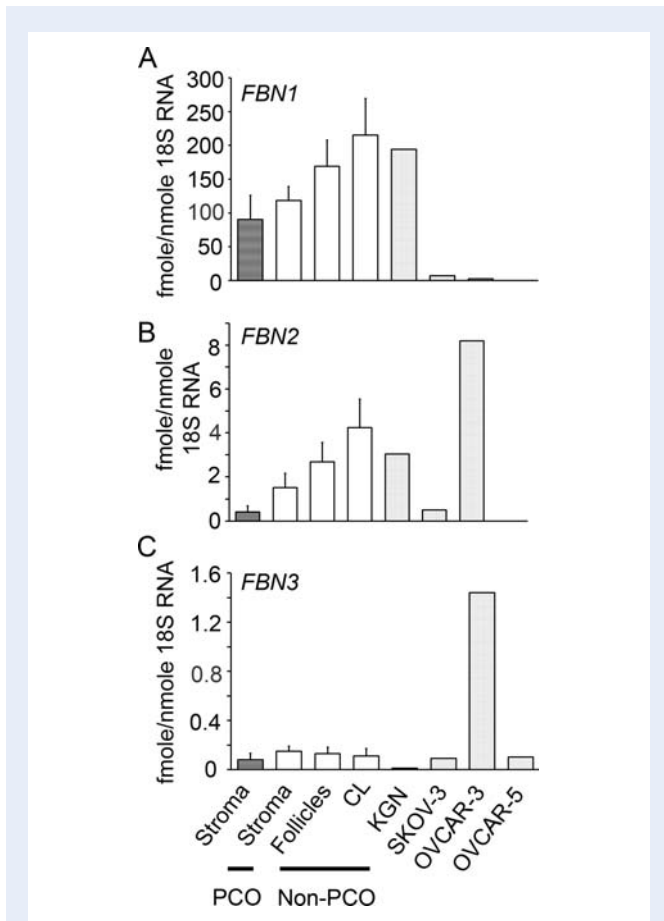 A
FBN1
fmole/nmole 18S RNA
300
250
200
150
100
50
0
B
FBN2
fmole/nmole
18S RNA
8
6
4
2
0
C
FBN3
fmole/nmole 18S RNA
1.6
1.2
0.8
0.4
0
Stroma
Stroma
Follicles
CL
KGN
SKOV-3
OVCAR-3
OVCAR-5
PCO
Non-PCO